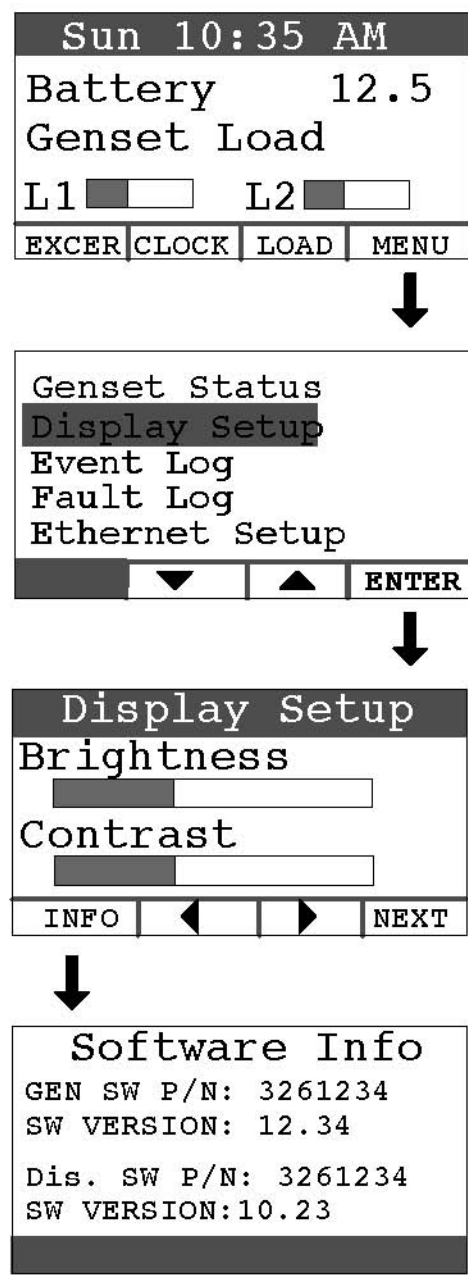 Sun 10:35 AM
Battery 12.5
Genset Load
L1 L2
EXCER CLOCK LOAD MENU
Genset Status
Display Setup
Event Log
Fault Log
Ethernet Setup
ENTER
Display Setup
Brightness
Contrast
INFO NEXT
Software Info
GEN SW P/N: 3261234
SW VERSION: 12.34
Dis. SW P/N: 3261234
SW VERSION:10.23